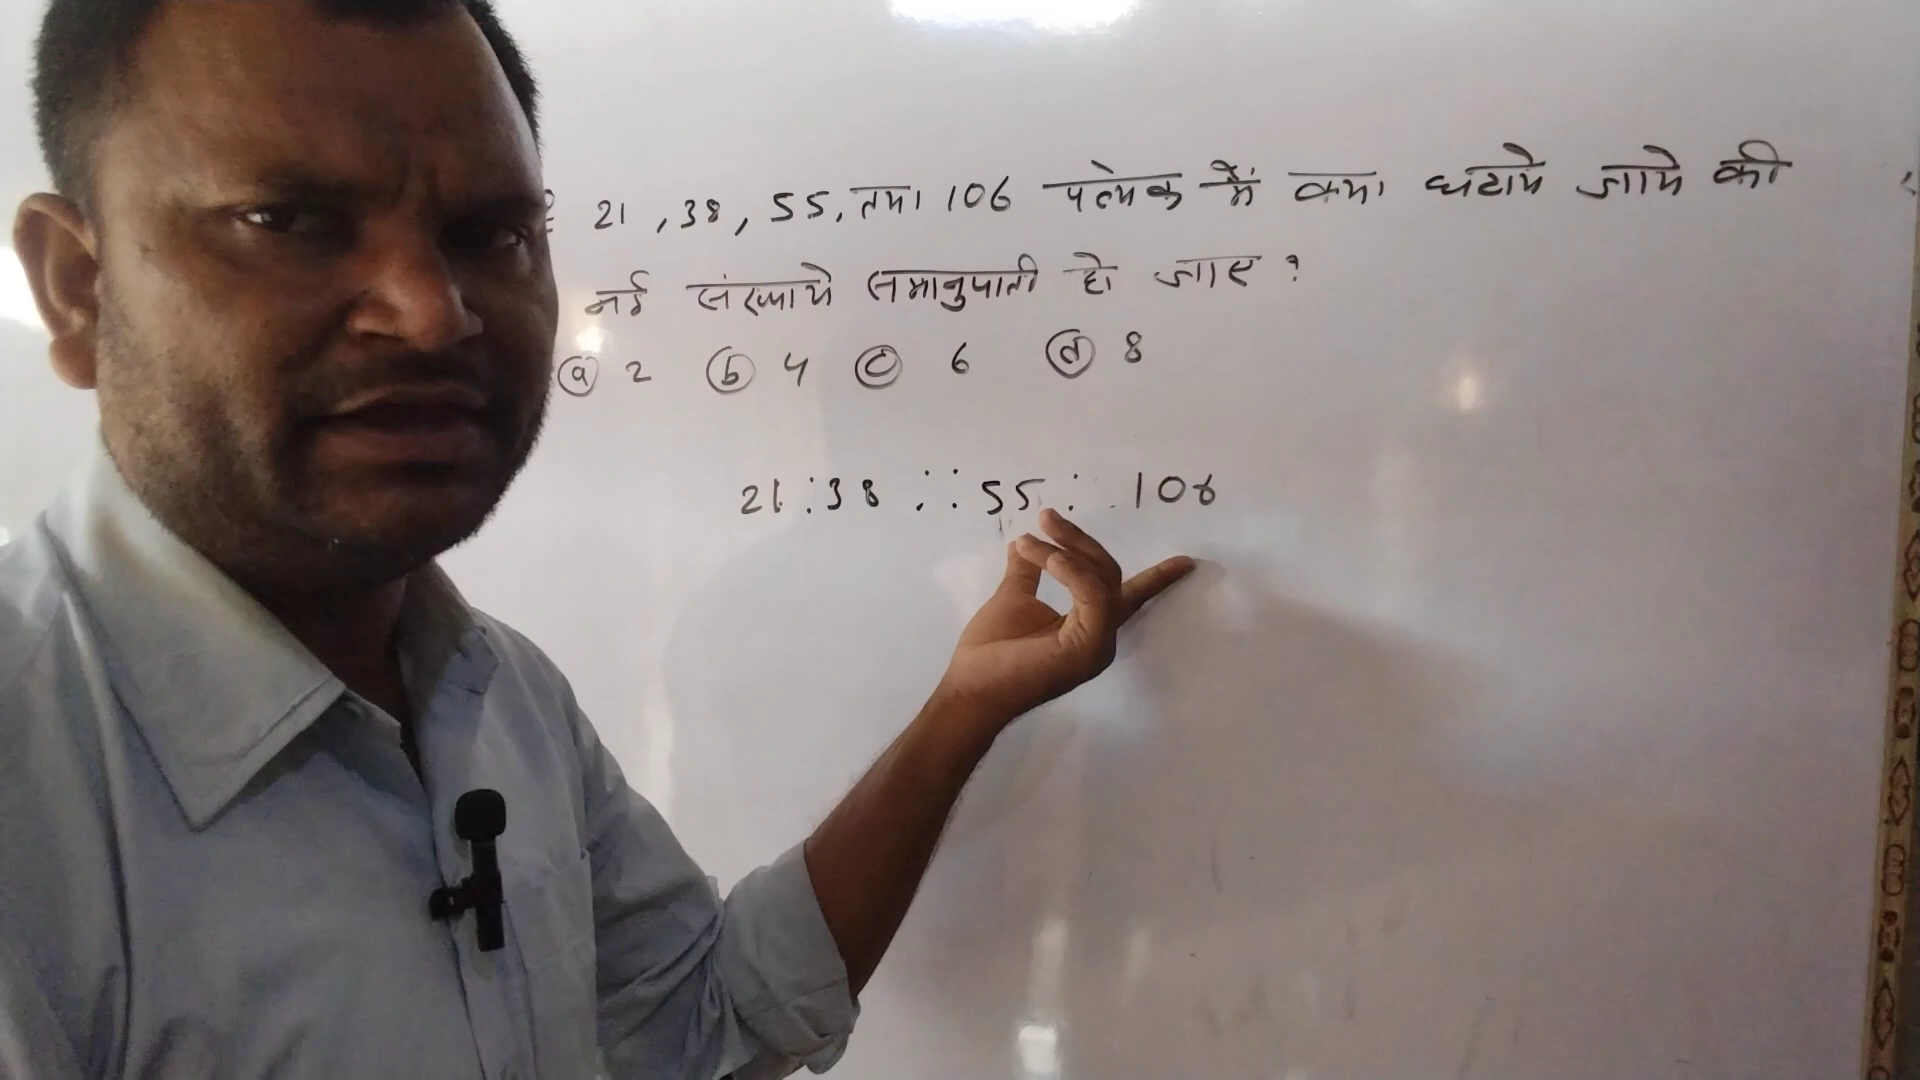 21, 38, 55, तथा 106 प्रत्येक में क्या घटाये जाये की
नई संख्याये समानुपाती हो जाए ?
(a) 2 (b) 4 (c) 6 (d) 8
21 : 38 :: 55 : 106